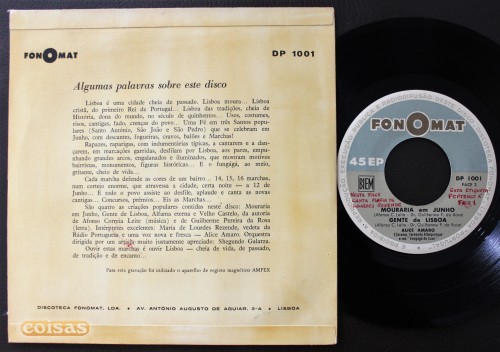 FONOMAT
DP 1001
Algumas palavras sobre este disco
Lisboa é uma cidade cheia de passado. Lisboa moura... Lisboa
cristã, do primeiro Rei de Portugal... Lisboa das tradições, cheia de
História, dona do mundo, no século de quinhentos... Usos, costumes,
risos, cantigas, fado, crenças do povo... Uma Fé em três Santos popu-
lares (Santo António, São João e São Pedro) que se celebram em
Junho, com descantes, fogueiras, bailes e Marchas!
Rapazes, raparigas, com indumentárias típicas, a cantarem e a dan-
çarem, em marcações garridas, desfilam por Lisboa, aos pares, empu-
nhando grandes arcos, engalanados e iluminados, que mostram motivos
bairristas, monumentos, figuras históricas... E o fungágá, ao meio,
gritante, cheio de vida...
Cada marcha defende as cores de um bairro... 14, 15, 16 marchas,
num cortejo enorme, que atravessa a cidade, certa noite — a 12 de
Junho... E todo o povo assiste ao desfile, aplaude e canta as novas
cantigas... Concursos, prémios... Eis as Marchas...
São quatro as criações populares contidas neste disco: Mouraria
em Junho, Gente de Lisboa, Alfama eterna e Velho Castelo, da autoria
de Afonso Correia Leite (música) e de Guilherme Pereira da Rosa
(letra). Intérpretes excelentes: Maria de Lourdes Resende, vedeta da
Rádio Portuguesa, e uma voz nova e fresca — Alice Amaro. Orquestra
dirigida por um artista muito justamente apreciado: Shegundo Galarza.
Ouvir estas marchas é ouvir Lisboa — cheia de vida, de passado,
de tradição e de encanto...
Para esta gravação foi utilizado o aparelho de registo magnético AMPEX
DISCOTECA FONOMAT, LDA. • AV. ANTÓNIO AUGUSTO DE AGUIAR, 5-A • LISBOA
coisas
FONOMAT
45 EP
DP 1001
FACE 2
BIEM
MOURARIA em JUNHO
GENTE de LISBOA
ALICE AMARO